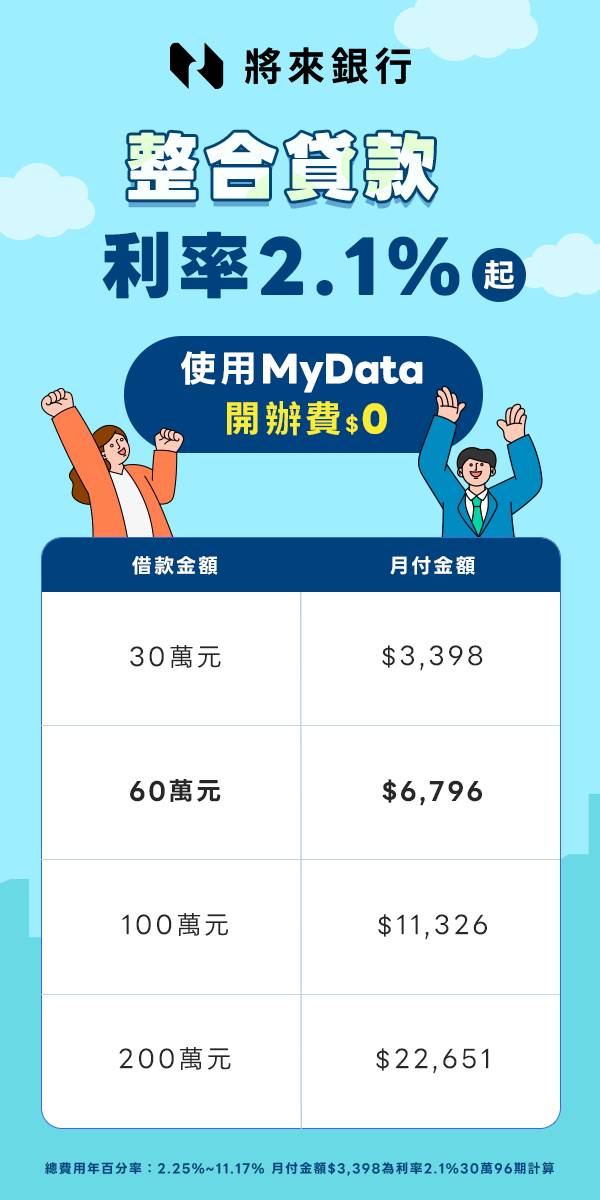 將來銀行
整合貸款
利率2.1%起
使用MyData
開辦費$0
借款金額 月付金額
30萬元 $3,398
60萬元 $6,796
100萬元 $11,326
200萬元 $22,651
總費用年百分率：2.25%~11.17% 月付金額$3,398為利率2.1%30萬96期計算